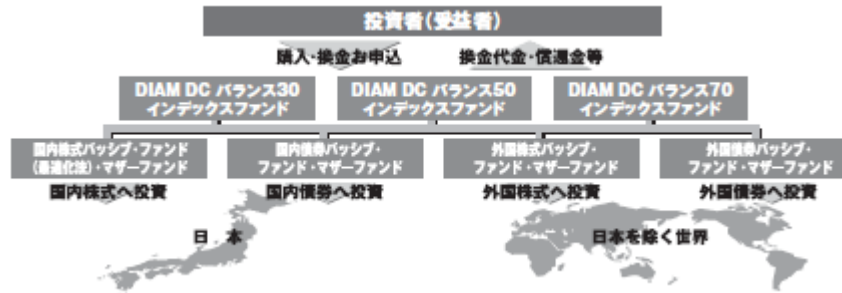 投資者(受益者)
購入・換金お申込 換金代金・償還金等
DIAM DC バランス30 DIAM DC バランス50 DIAM DC バランス70
インデックスファンド インデックスファンド インデックスファンド
国内株式パッシブ・ファンド 国内債券パッシブ・ 外国株式パッシブ・ 外国債券パッシブ・
(最適化法)・マザーファンド ファンド・マザーファンド ファンド・マザーファンド ファンド・マザーファンド
国内株式へ投資 国内債券へ投資 外国株式へ投資 外国債券へ投資
日 本 日本を除く世界